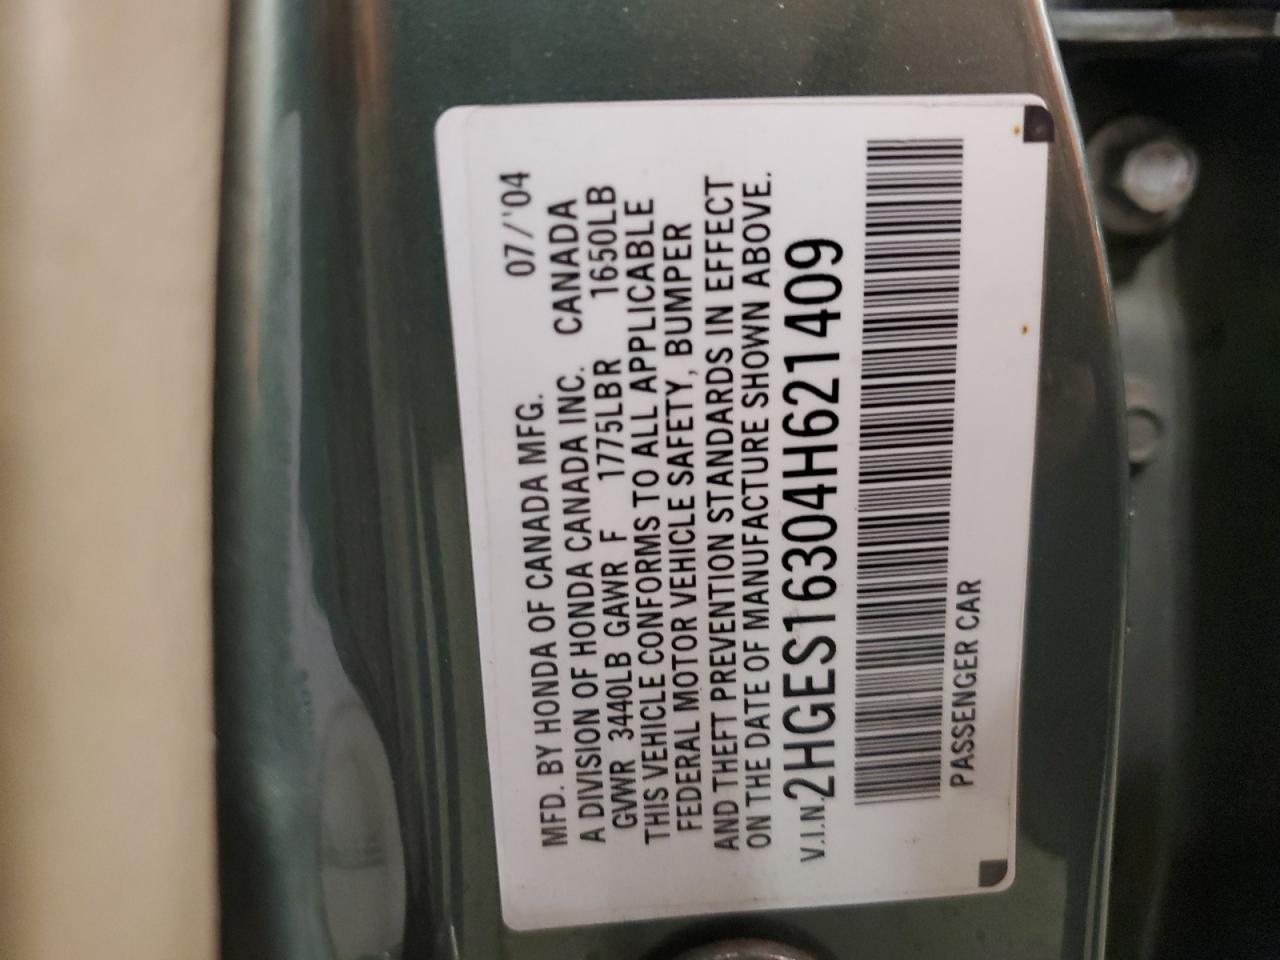 MFD. BY HONDA OF CANADA MFG. 07/'04
A DIVISION OF HONDA CANADA INC. CANADA
GVWR 3440LB GAWR F 1775LBR 1650LB
THIS VEHICLE CONFORMS TO ALL APPLICABLE
FEDERAL MOTOR VEHICLE SAFETY, BUMPER
AND THEFT PREVENTION STANDARDS IN EFFECT
ON THE DATE OF MANUFACTURE SHOWN ABOVE.
V.I.N. 2HGES16304H621409
PASSENGER CAR